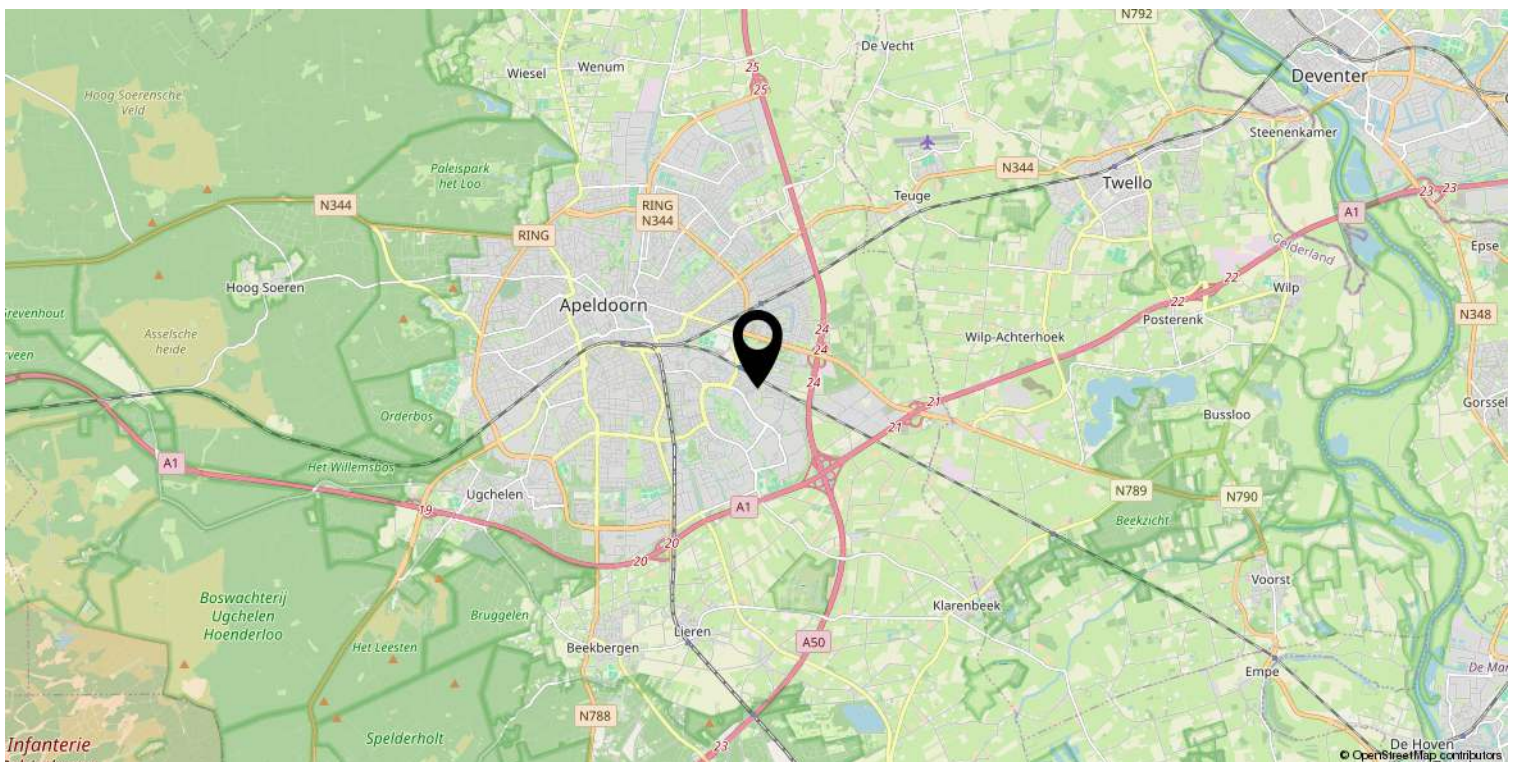 N792
De Vecht
Wiesel
Wenum
25
25
Deventer
Hoog Soerensche
Veld
Steenenkamer
Paleispark
het Loo
N344
Teuge
Twello
N344
RING
N344
RING
23
23
A1
Gelderland
Epse
Hoog Soeren
22
22
Wilp
Apeldoorn
Posterenk
N348
Asselsche
heide
24
24
24
Wilp-Achterhoek
Orderbos
21
21
Bussloo
Gorssel
A1
Het Willemsbos
Ugchelen
19
A1
N789
N790
Beekzicht
20
20
Voorst
Boswachterij
Ugchelen
Hoenderloo
Bruggelen
Klarenbeek
Het Leesten
Beekbergen
Lieren
A50
Empe
N788
Infanterie
Spelderholt
23
De Hoven
© OpenStreetMap contributors